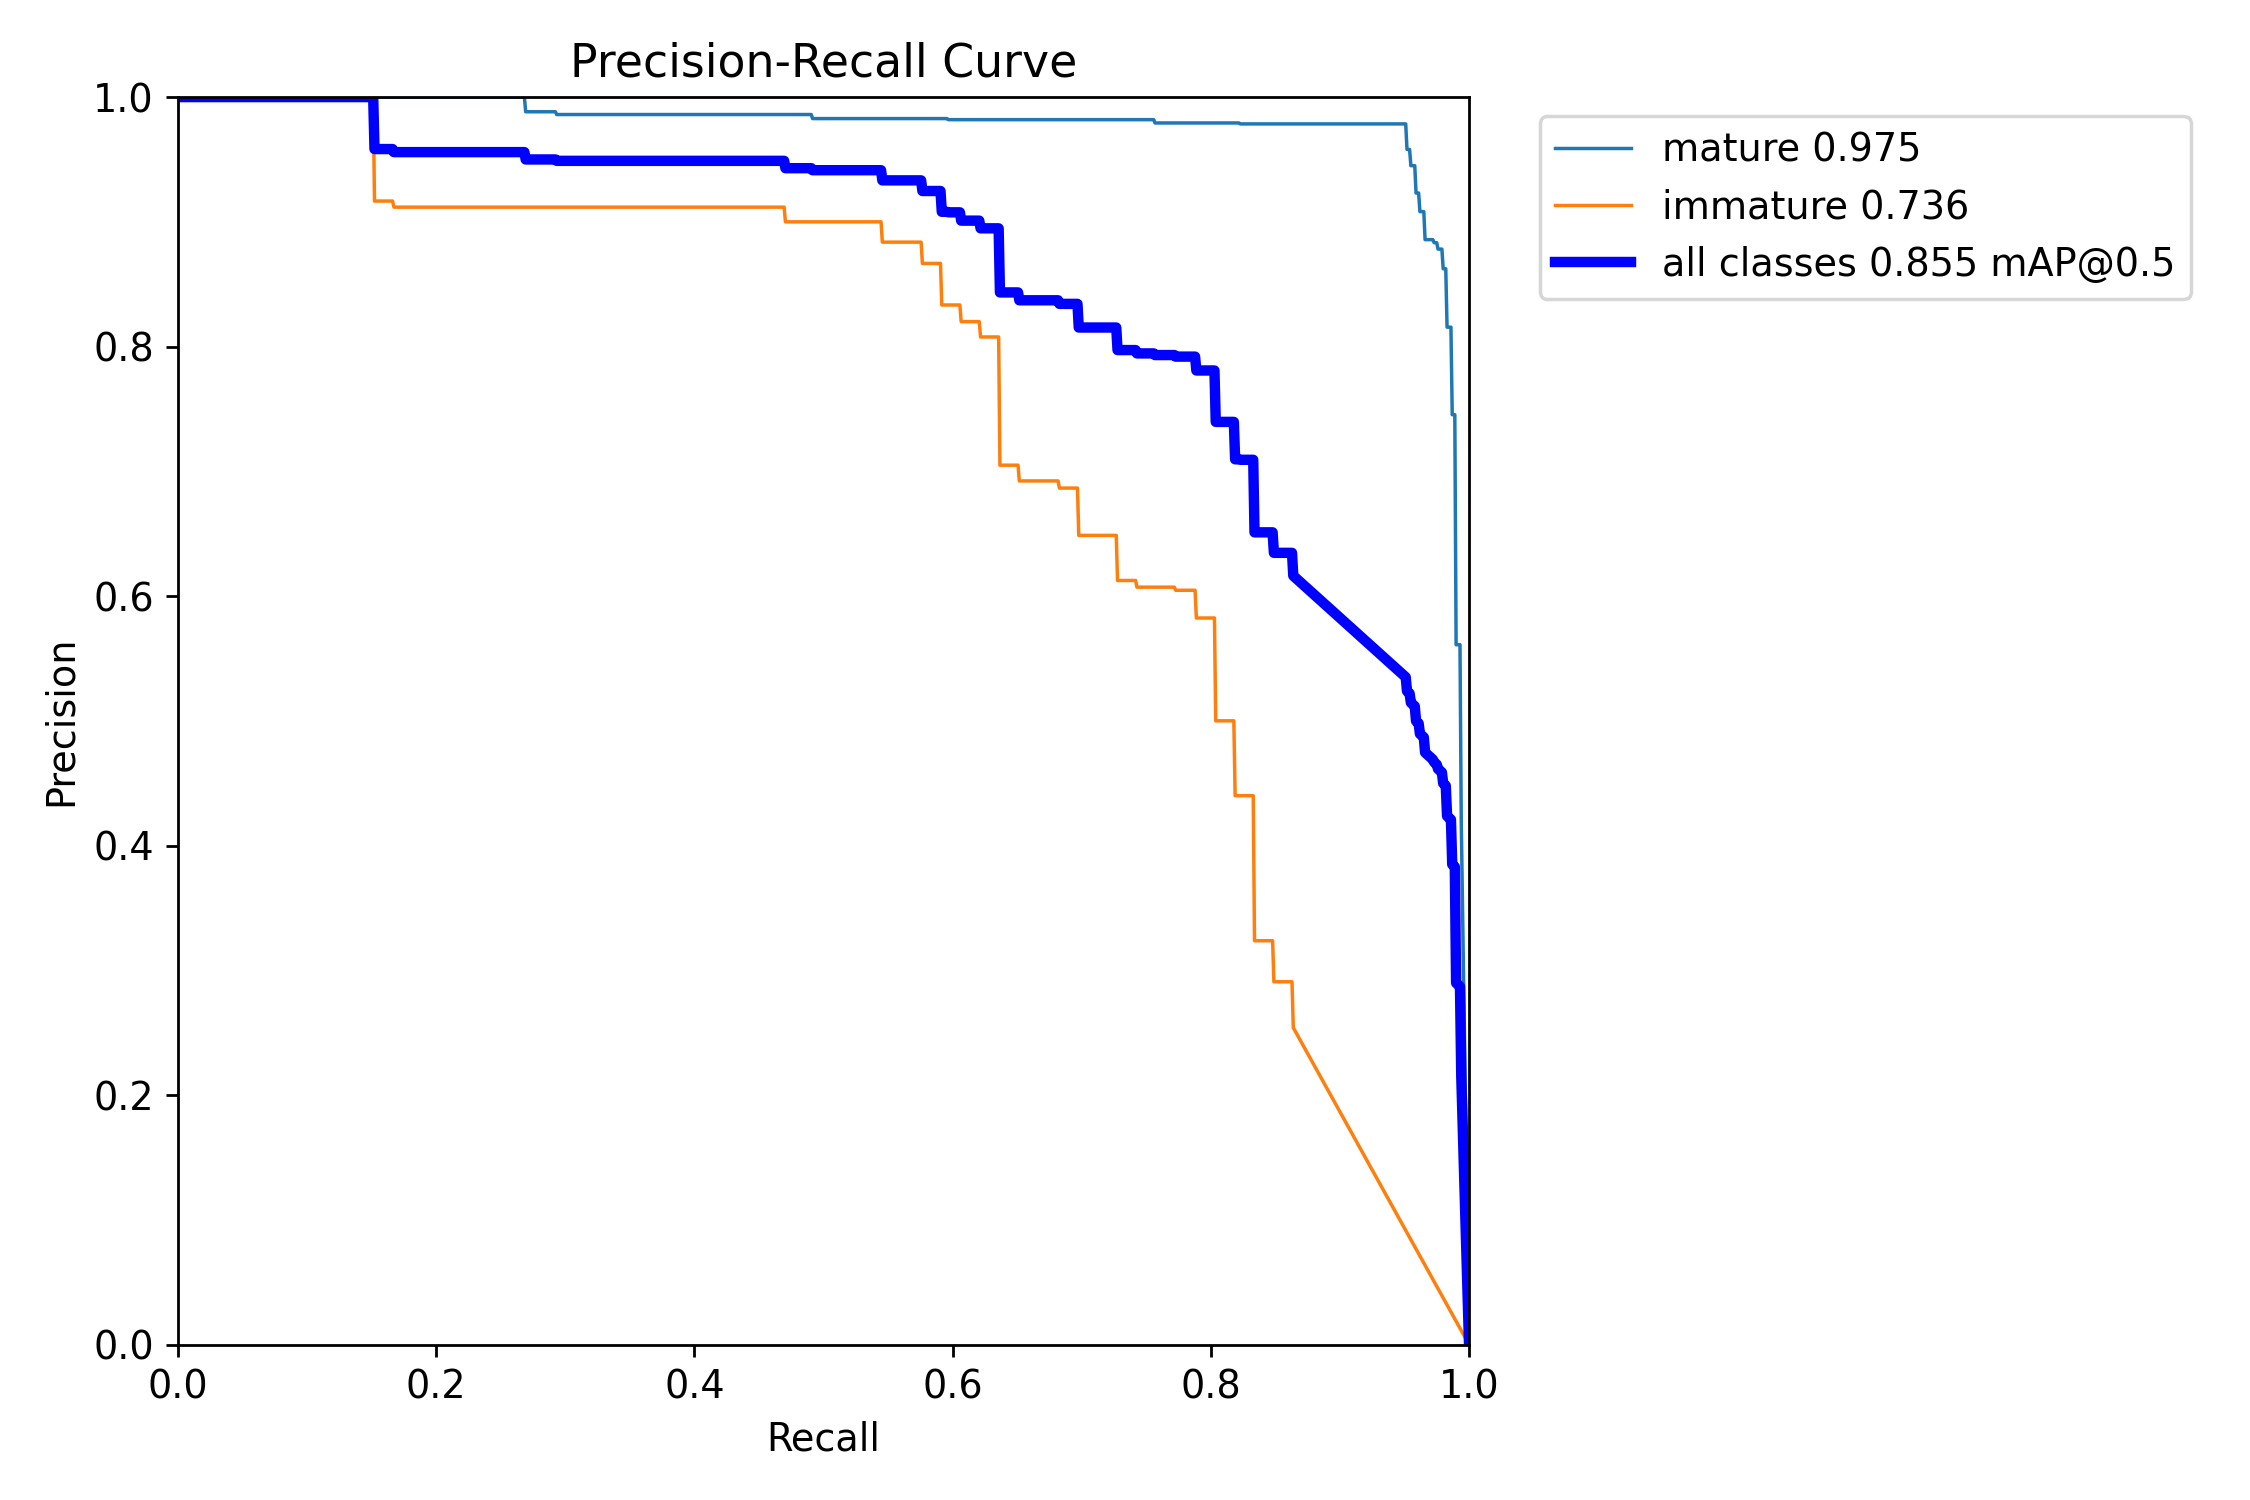 Precision-Recall Curve
1.0
0.8
0.6
0.4
0.2
0.0
Precision
0.0 0.2 0.4 0.6 0.8 1.0
Recall
mature 0.975
immature 0.736
all classes 0.855 mAP@0.5